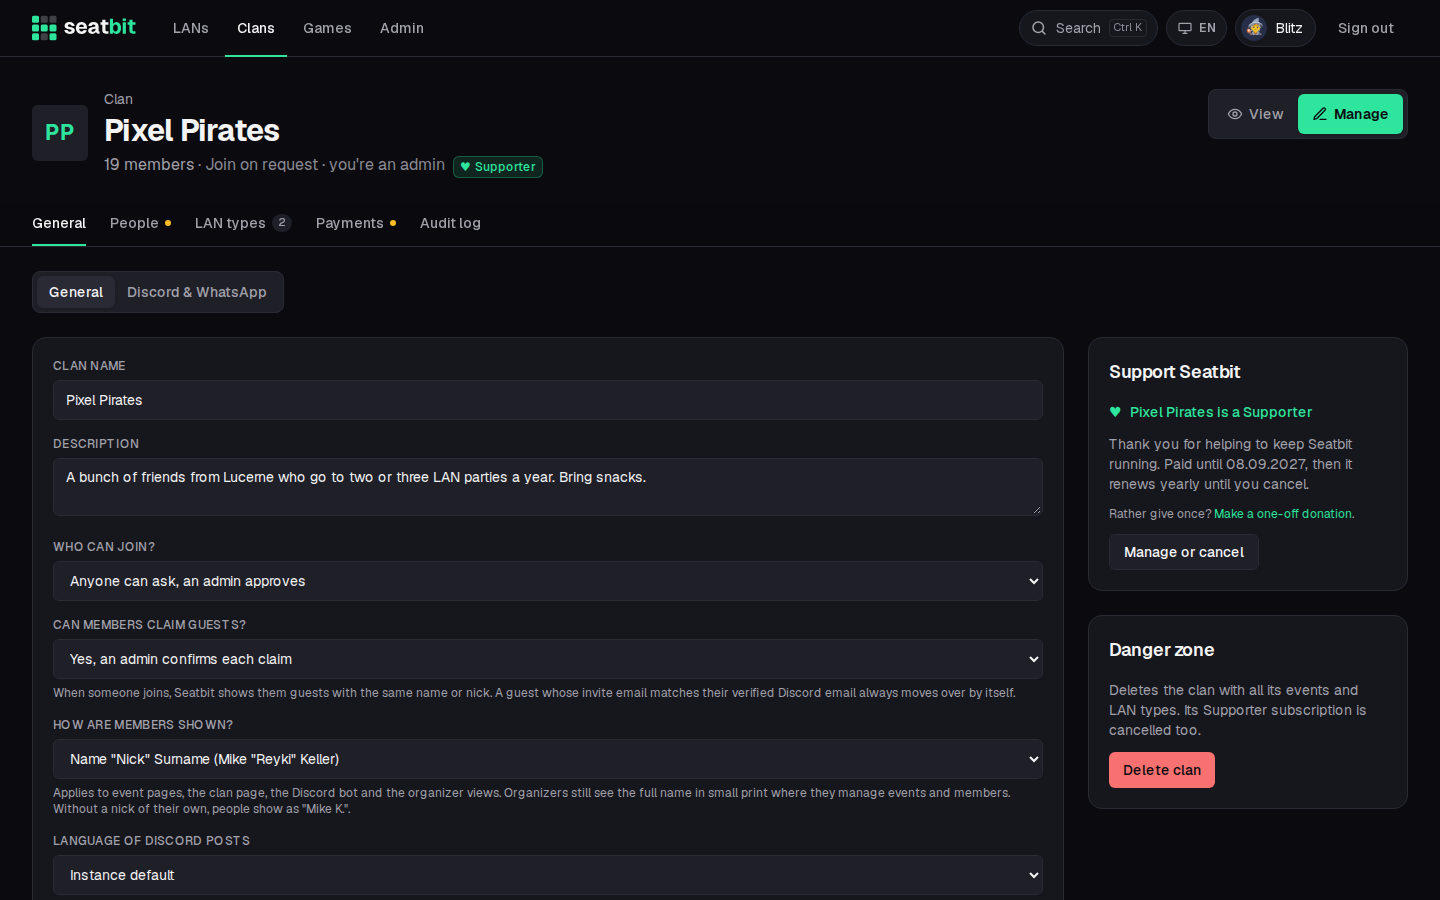 seatbit
LANs
Clans
Games
Admin
Search
Ctrl K
EN
Blitz
Sign out
PP
Clan
Pixel Pirates
19 members · Join on request · you're an admin
♥ Supporter
View
Manage
General
People
LAN types 2
Payments
Audit log
General
Discord & WhatsApp
CLAN NAME
Pixel Pirates
DESCRIPTION
A bunch of friends from Lucerne who go to two or three LAN parties a year. Bring snacks.
WHO CAN JOIN?
Anyone can ask, an admin approves
CAN MEMBERS CLAIM GUESTS?
Yes, an admin confirms each claim
When someone joins, Seatbit shows them guests with the same name or nick. A guest whose invite email matches their verified Discord email always moves over by itself.
HOW ARE MEMBERS SHOWN?
Name "Nick" Surname (Mike "Reyki" Keller)
Applies to event pages, the clan page, the Discord bot and the organizer views. Organizers still see the full name in small print where they manage events and members.
Without a nick of their own, people show as "Mike K.".
LANGUAGE OF DISCORD POSTS
Instance default
Support Seatbit
♥ Pixel Pirates is a Supporter
Thank you for helping to keep Seatbit
running. Paid until 08.09.2027, then it
renews yearly until you cancel.
Rather give once? Make a one-off donation.
Manage or cancel
Danger zone
Deletes the clan with all its events and
LAN types. Its Supporter subscription is
cancelled too.
Delete clan